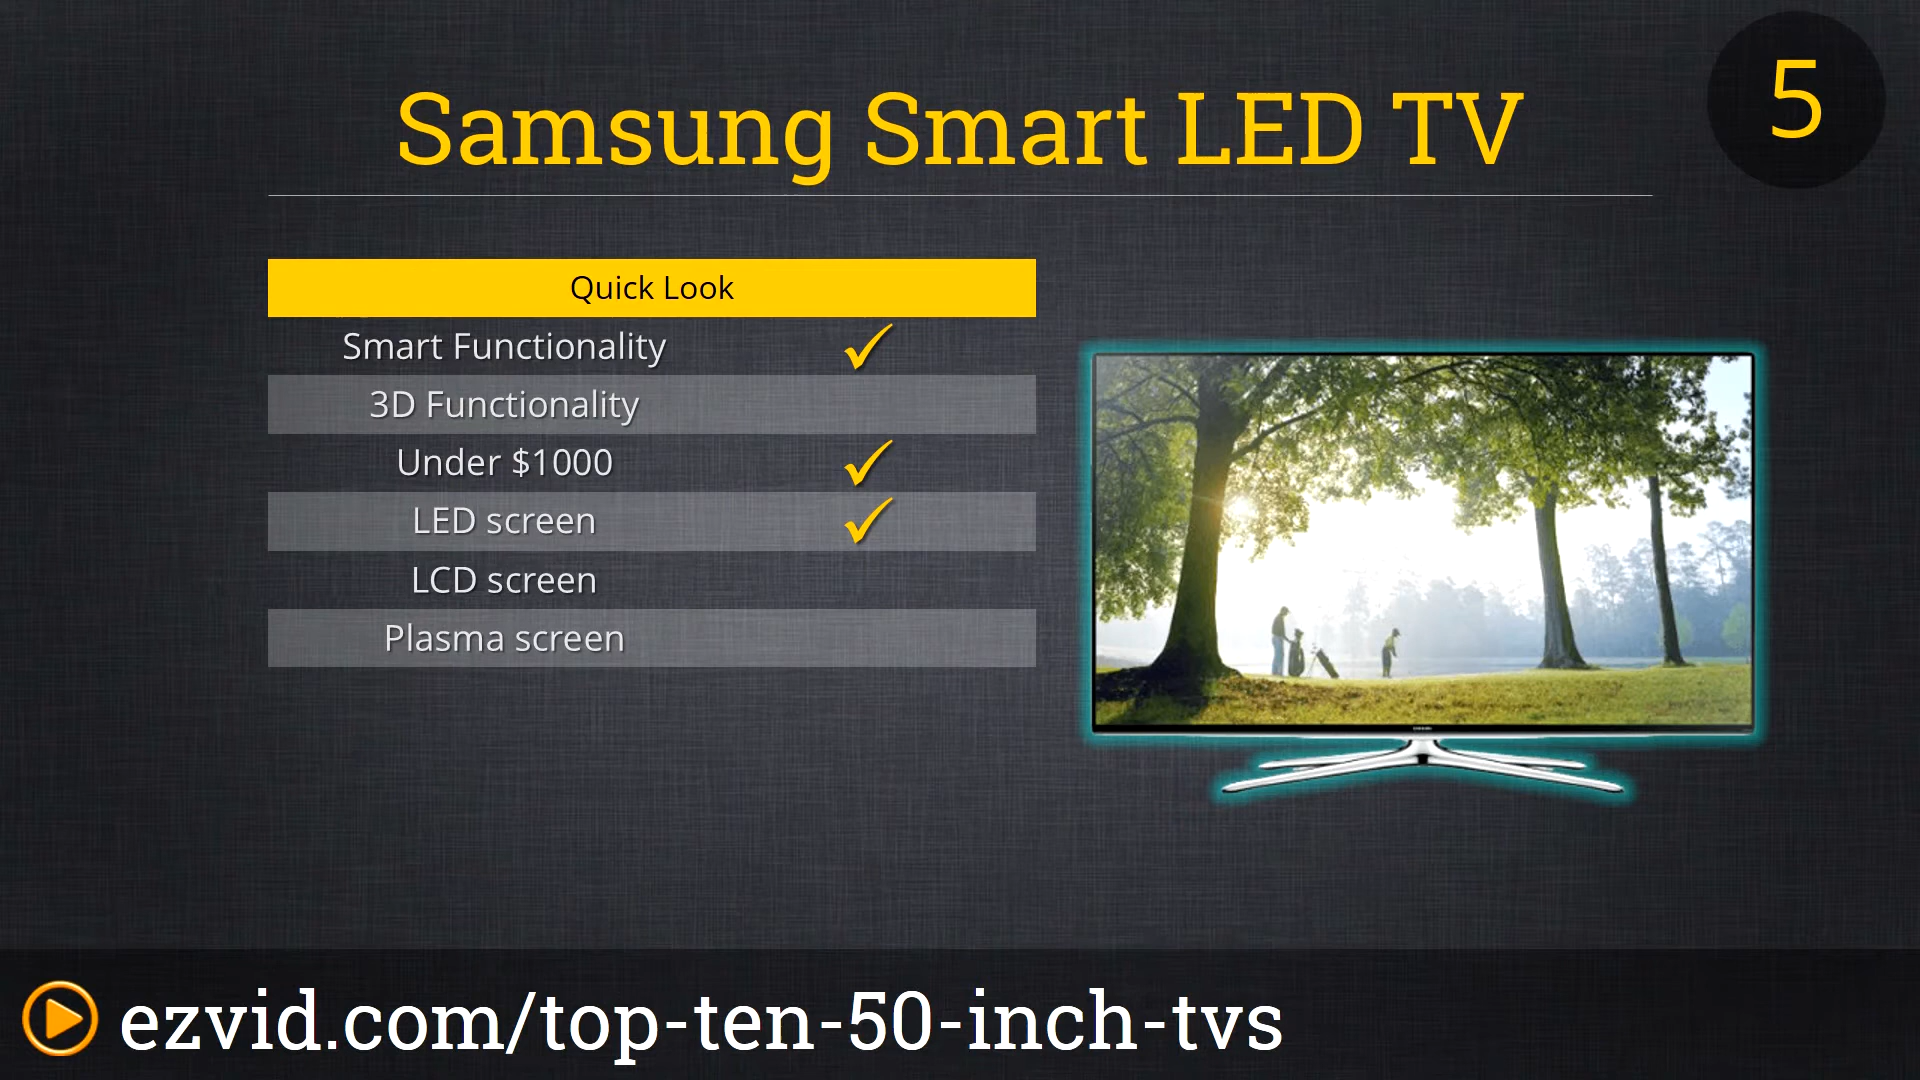 Samsung Smart LED TV
5
Quick Look
Smart Functionality
3D Functionality
Under $1000
LED screen
LCD screen
Plasma screen
SAMSUNG
ezvid.com/top-ten-50-inch-tvs